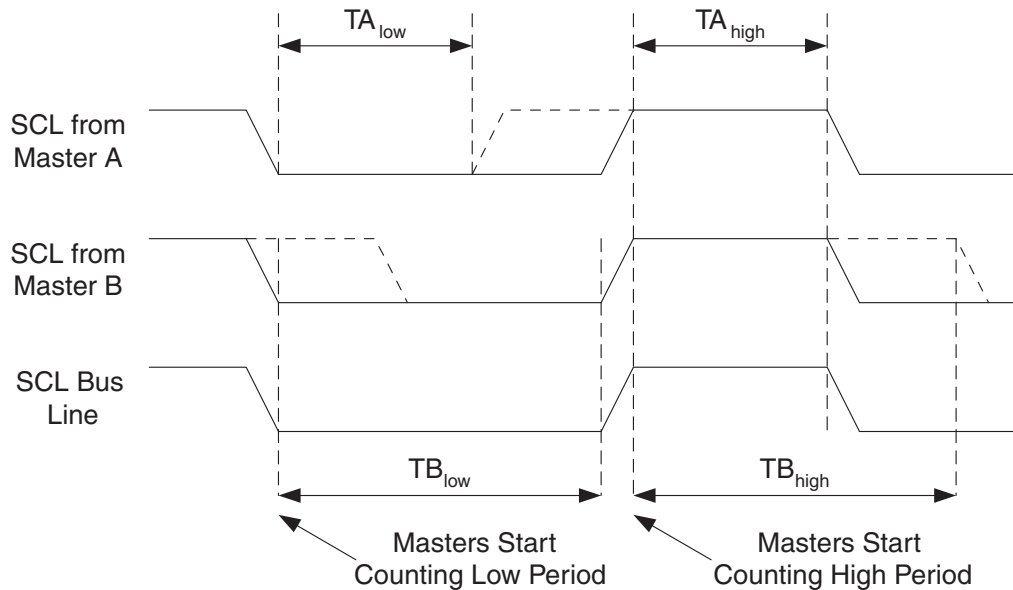 TA low
TA high
SCL from
Master A
SCL from
Master B
SCL Bus
Line
TB low
TB high
Masters Start
Counting Low Period
Masters Start
Counting High Period